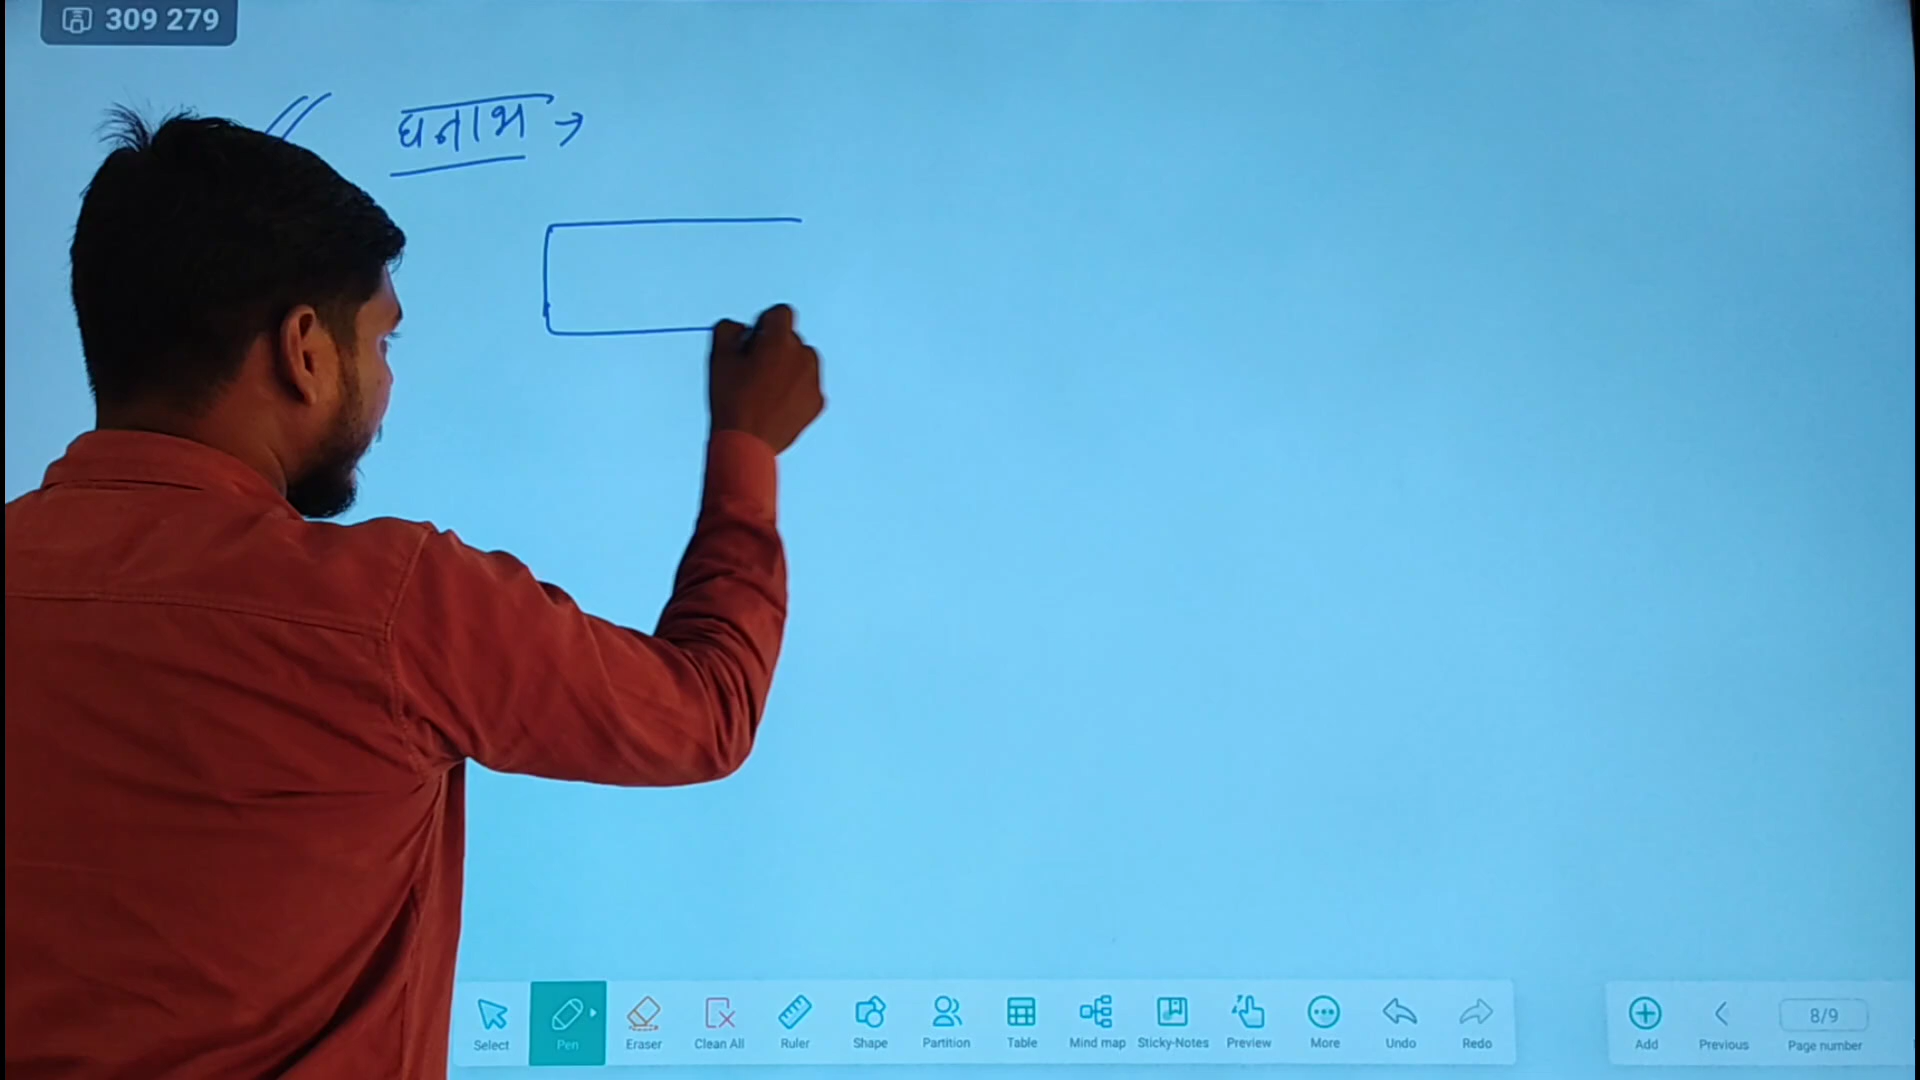 309 279
घनाभ →
Select Pen Eraser Clean All Ruler Shape Partition Table Mind map Sticky-Notes Preview More Undo Redo Add Previous 8/9 Page number